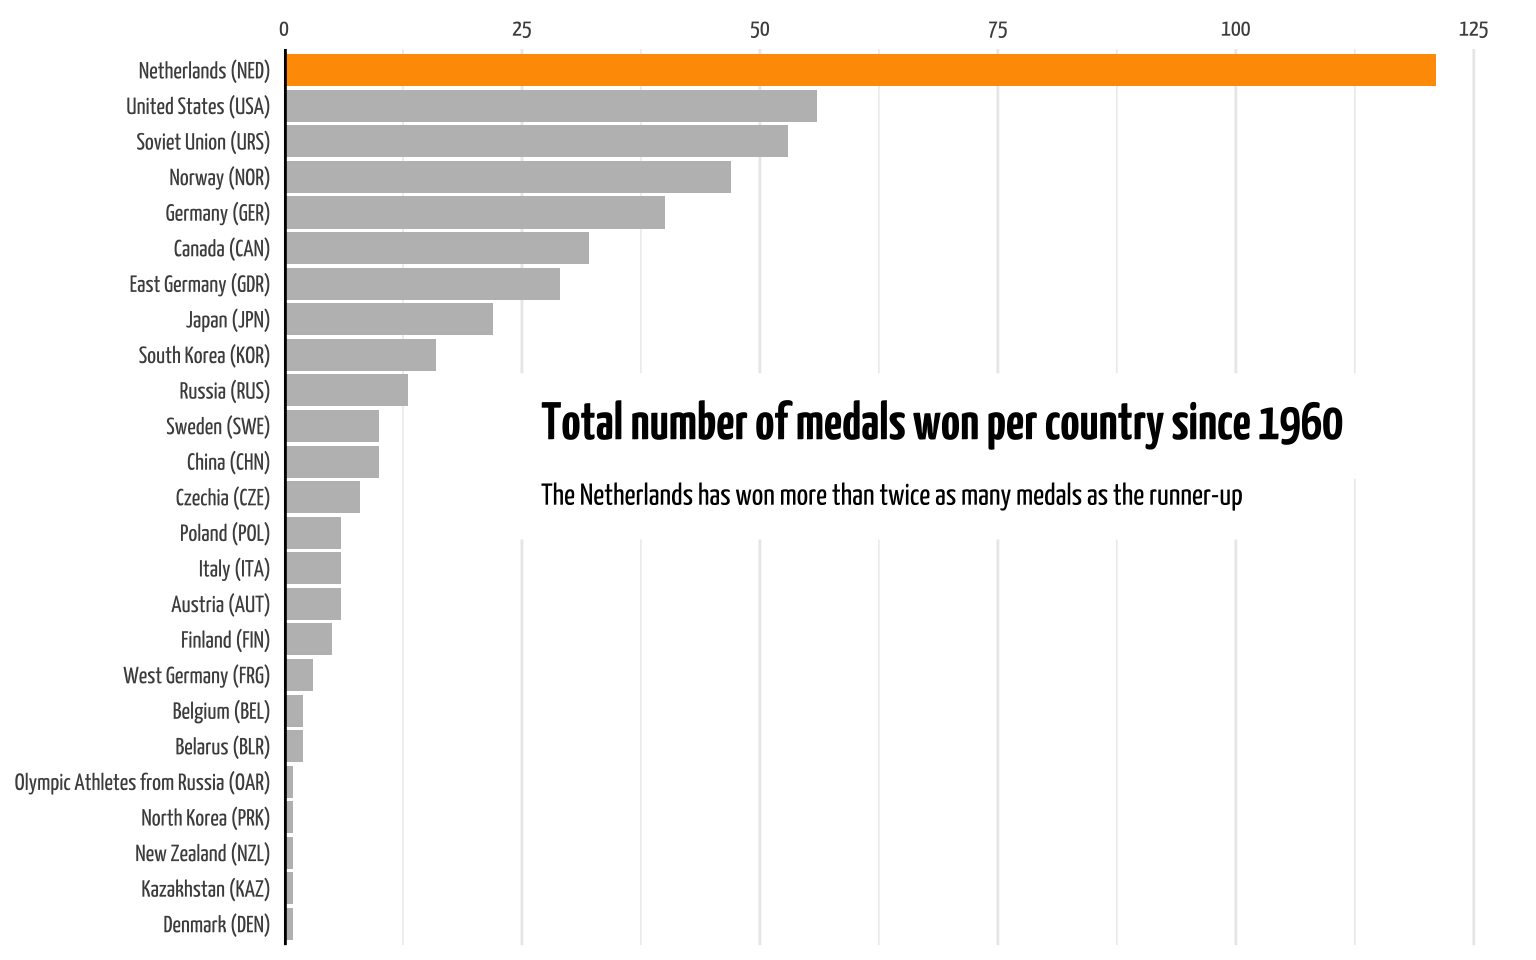 0 25 50 75 100 125
Netherlands (NED)
United States (USA)
Soviet Union (URS)
Norway (NOR)
Germany (GER)
Canada (CAN)
East Germany (GDR)
Japan (JPN)
South Korea (KOR)
Russia (RUS)
Sweden (SWE)
China (CHN)
Czechia (CZE)
Poland (POL)
Italy (ITA)
Austria (AUT)
Finland (FIN)
West Germany (FRG)
Belgium (BEL)
Belarus (BLR)
Olympic Athletes from Russia (OAR)
North Korea (PRK)
New Zealand (NZL)
Kazakhstan (KAZ)
Denmark (DEN)
Total number of medals won per country since 1960
The Netherlands has won more than twice as many medals as the runner-up